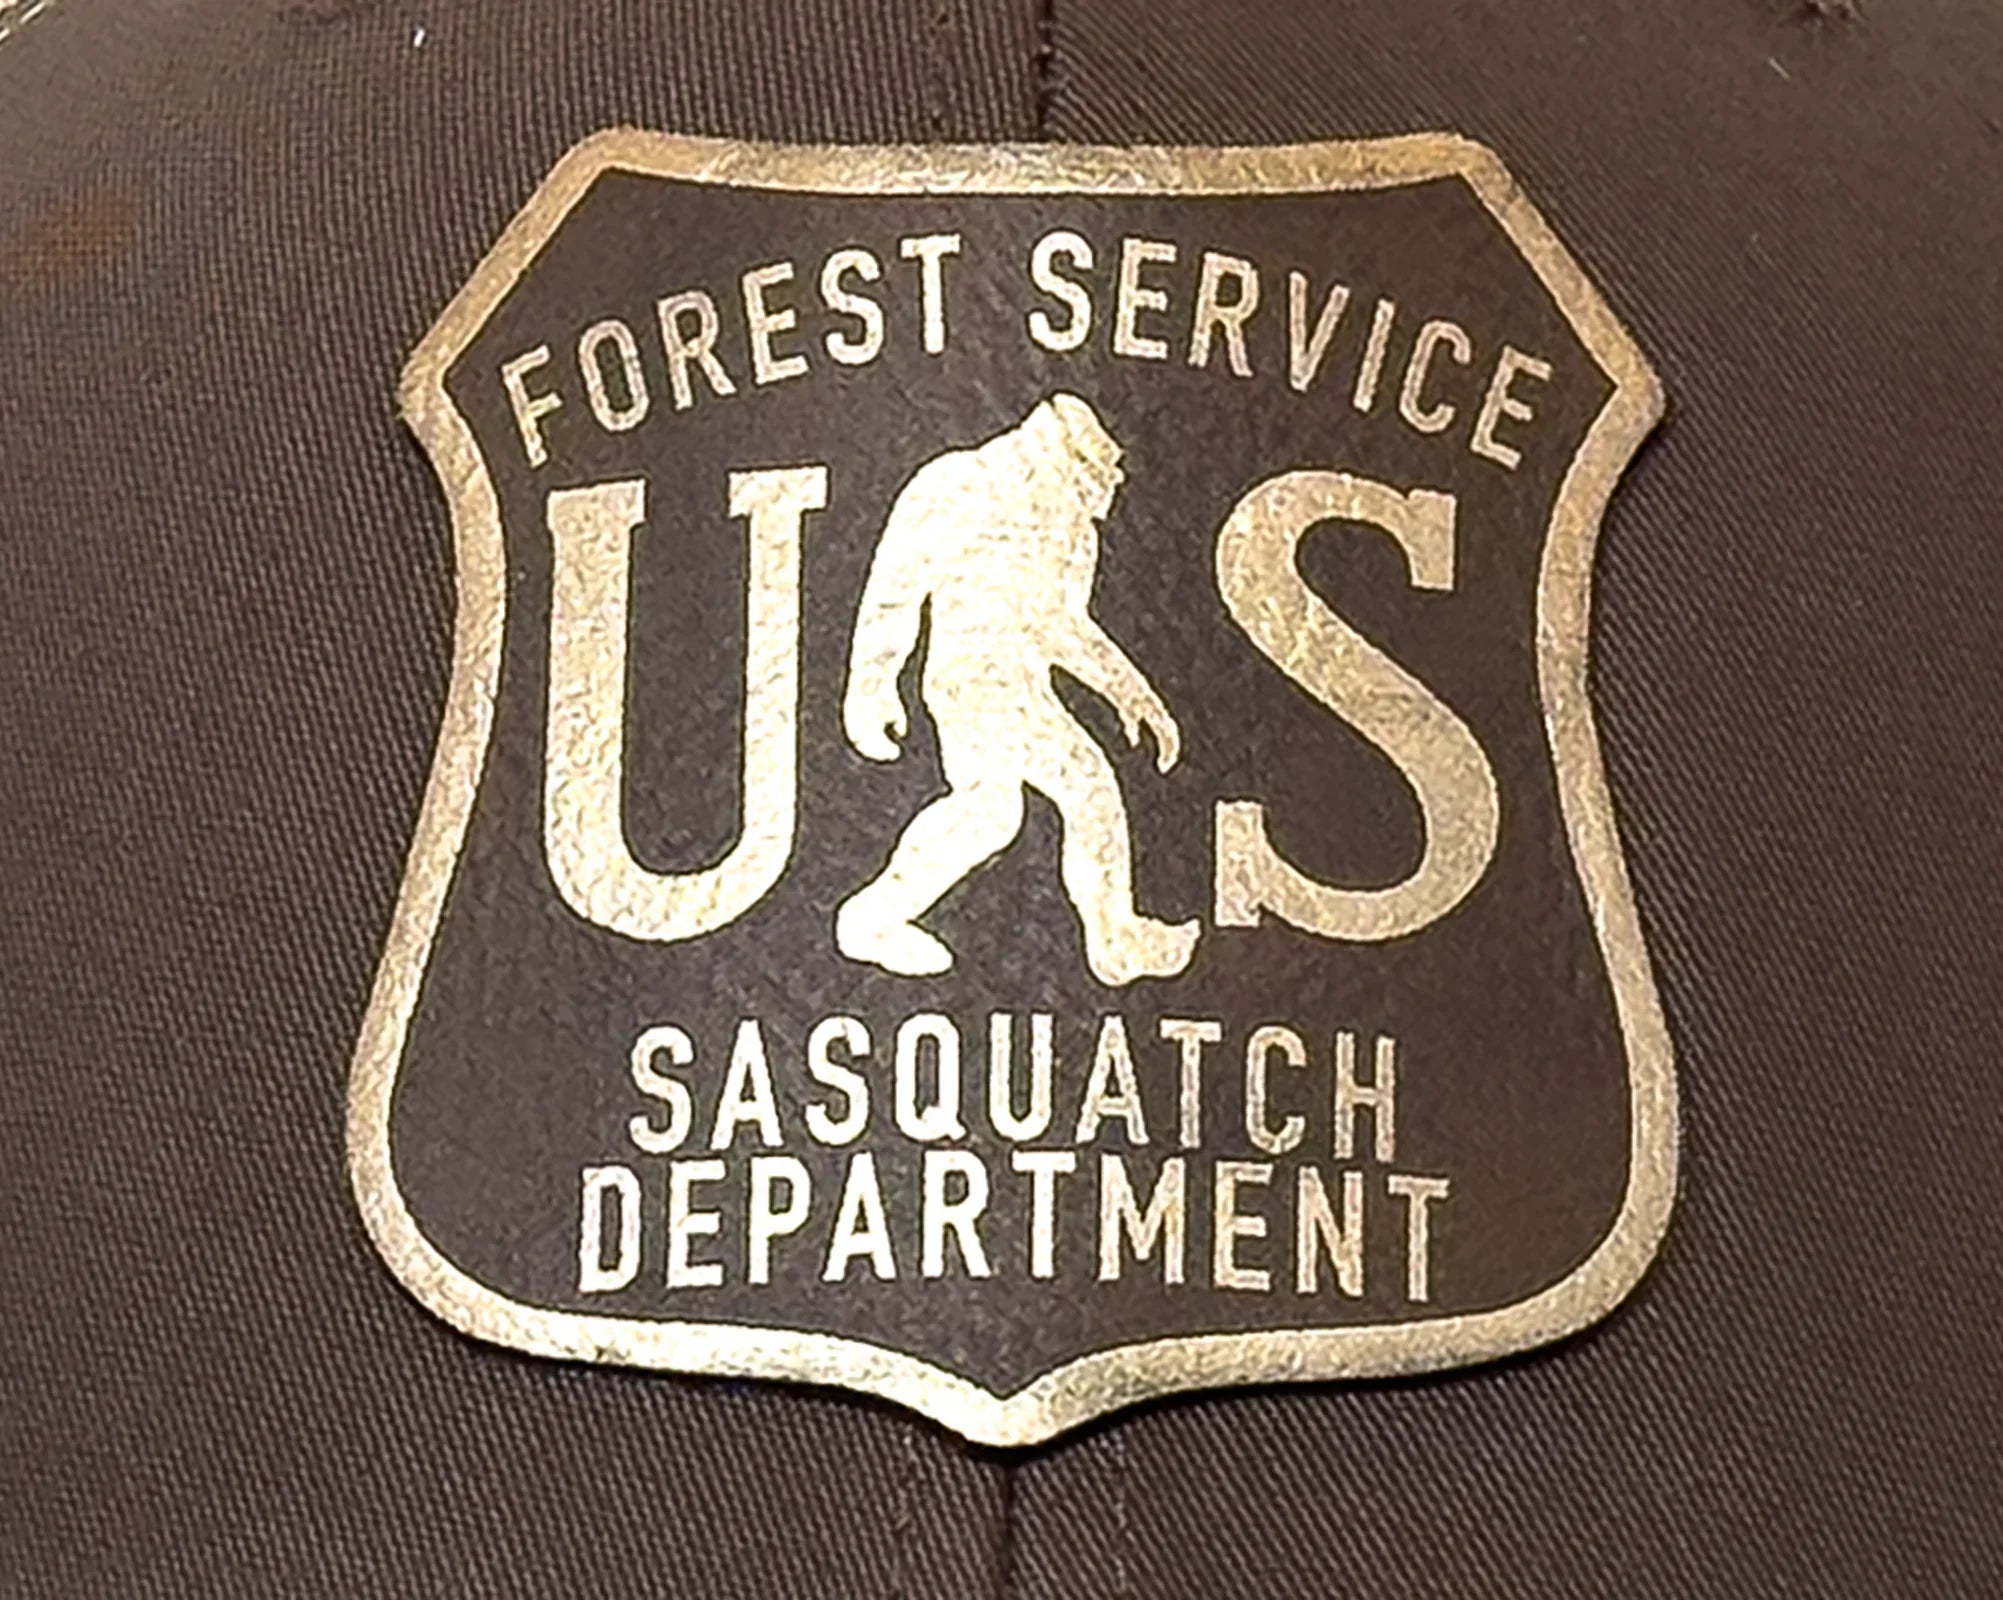 FOREST SERVICE
U S
SASQUATCH
DEPARTMENT